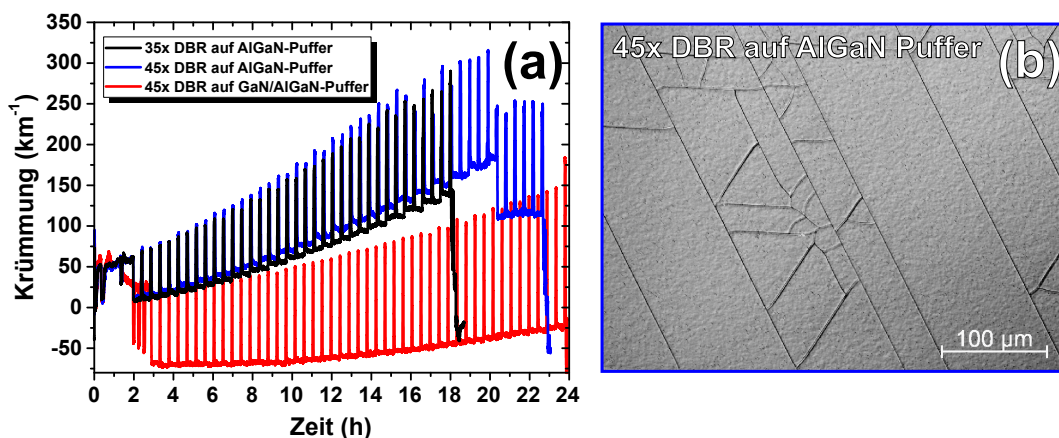 350
300
250
200
150
100
50
0
-50
Krümmung (km⁻¹)
35x DBR auf AlGaN-Puffer
45x DBR auf AlGaN-Puffer
45x DBR auf GaN/AlGaN-Puffer
(a)
0 2 4 6 8 10 12 14 16 18 20 22 24
Zeit (h)
45x DBR auf AlGaN Puffer (b)
100 µm